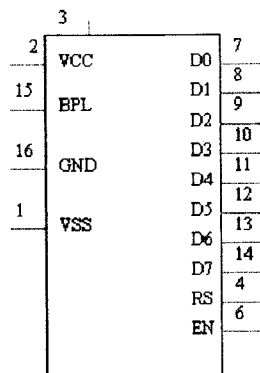 3
2 VCC D0 7
D1 8
15 BPL D2 9
D3 10
16 GND D4 11
D5 12
1 VSS D6 13
D7 14
RS 4
EN 6